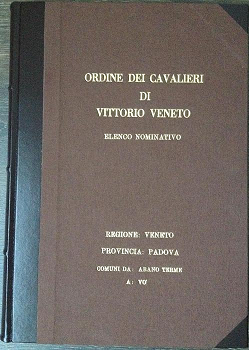 ORDINE DEI CAVALIERI
DI
VITTORIO VENETO
ELENCO NOMINATIVO
REGIONE: VENETO
PROVINCIA: PADOVA
COMUNI DA: ABANO TERME
A: VO'